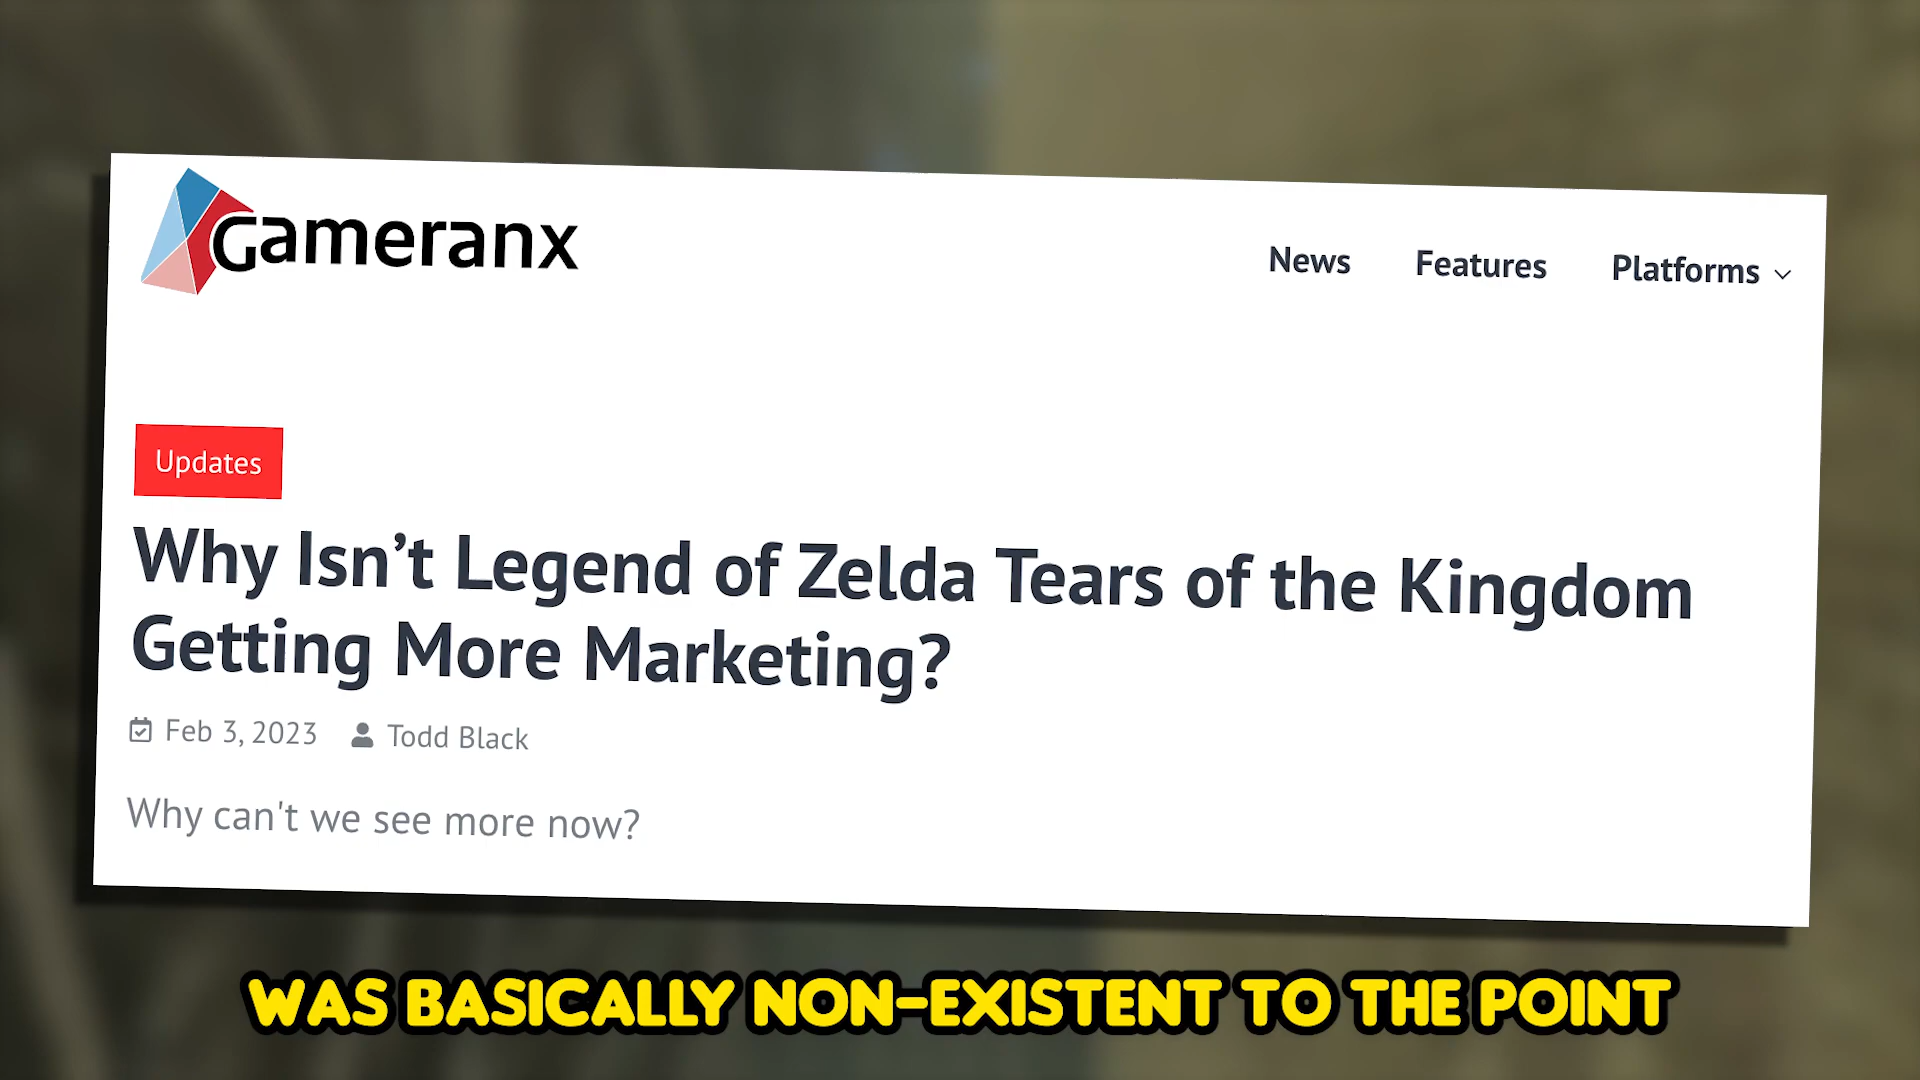 Gameranx
News Features Platforms
Updates
Why Isn’t Legend of Zelda Tears of the Kingdom
Getting More Marketing?
Feb 3, 2023 Todd Black
Why can't we see more now?
WAS BASICALLY NON-EXISTENT TO THE POINT